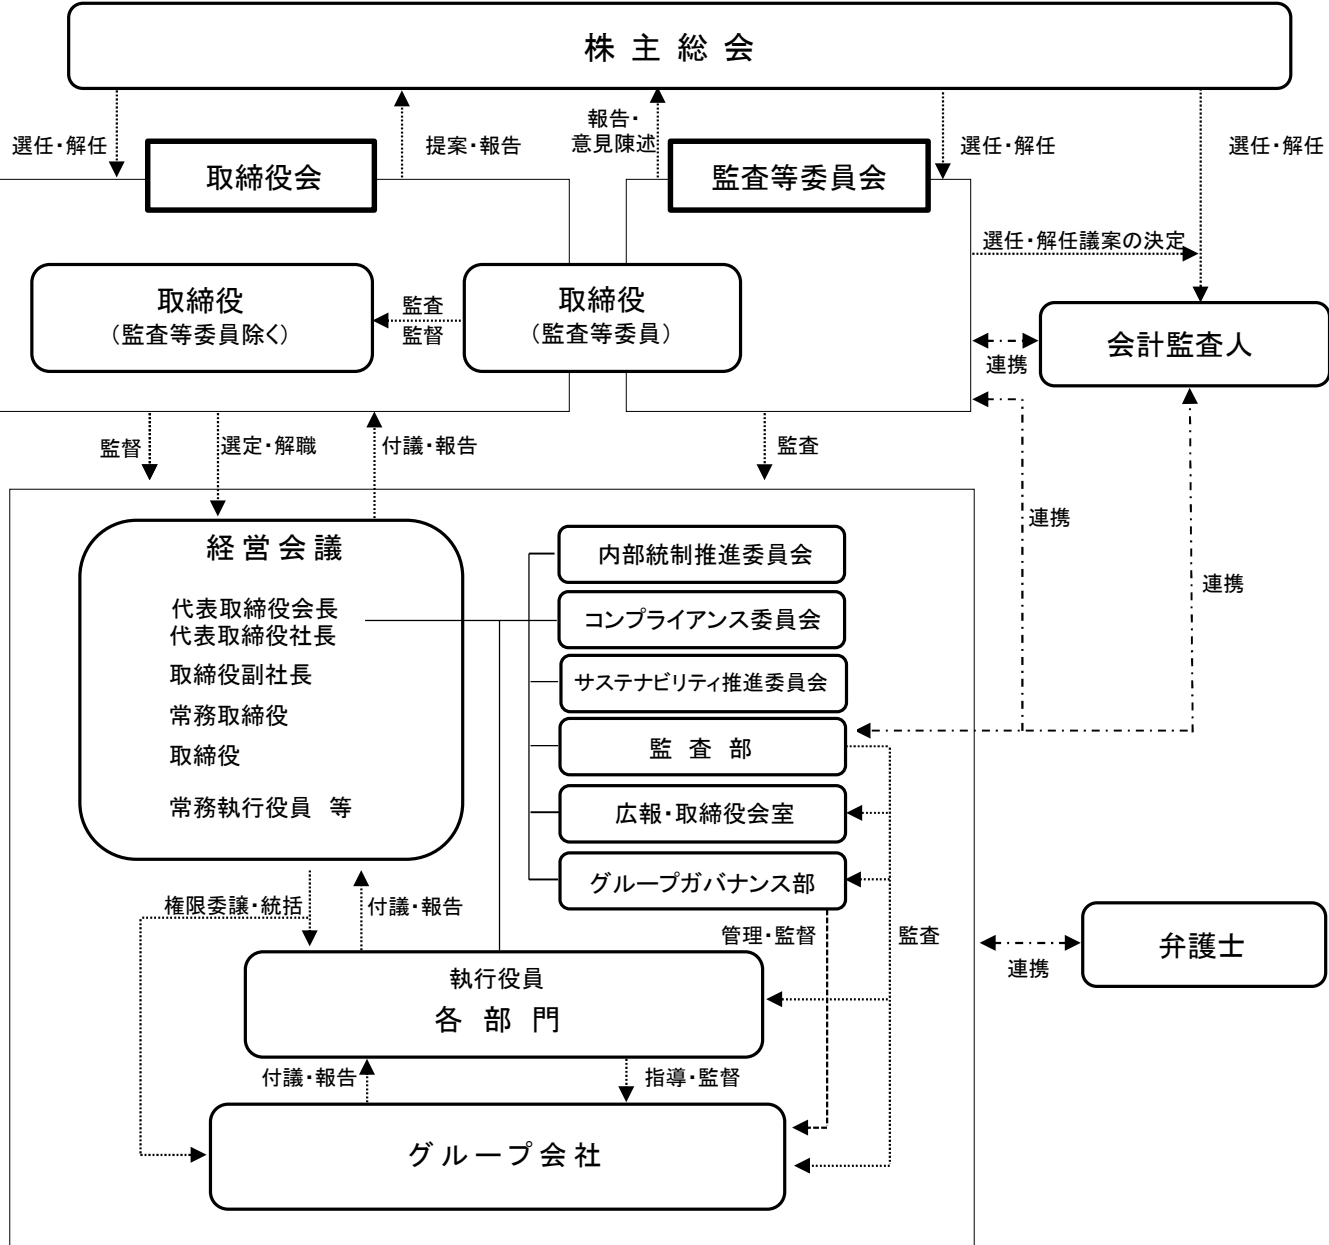 株主総会
選任・解任
提案・報告
報告・
意見陳述
選任・解任
選任・解任
取締役会
監査等委員会
選任・解任議案の決定
取締役
(監査等委員除く)
監査
監督
取締役
(監査等委員)
連携
会計監査人
監督
選定・解職
付議・報告
監査
連携
連携
経営会議
代表取締役会長
代表取締役社長
取締役副社長
常務取締役
取締役
常務執行役員 等
内部統制推進委員会
コンプライアンス委員会
サステナビリティ推進委員会
監査部
広報・取締役会室
グループガバナンス部
権限委譲・統括
付議・報告
管理・監督
監査
連携
弁護士
執行役員
各部門
付議・報告
指導・監督
グループ会社